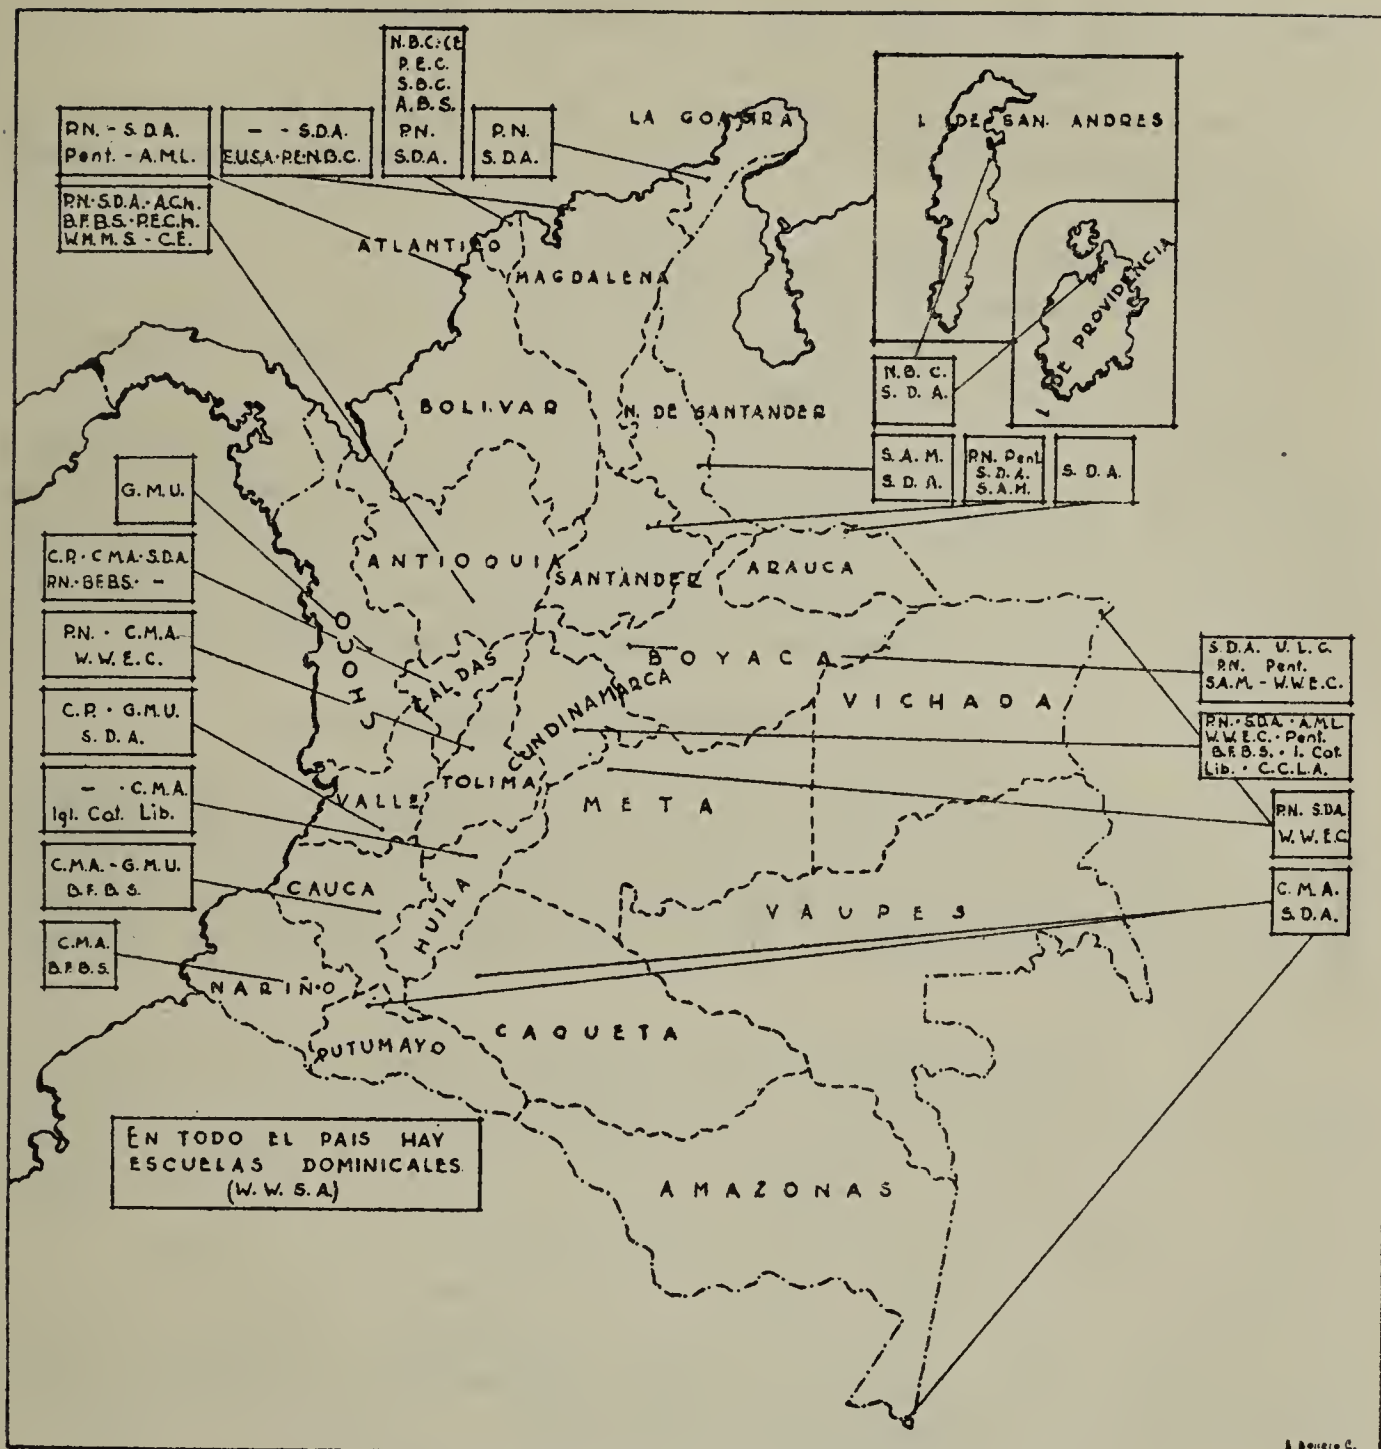 N.B.C.-CE
P.E.C.
S.B.C.
A.B.S.
P.N.
S.D.A.
P.N. - S.D.A.
Pent. - A.M.L.
— - S.D.A.
E.U.S.A-P.E-N.B.C.
P.N.
S.D.A.
P.N.-S.D.A.-A.Ch.
B.F.B.S.-P.E.C.h.
W.M.M.S - C.E.
LA GOAJIRA
I. DE SAN ANDRES
I. DE PROVIDENCIA
ATLANTICO
MAGDALENA
N.B.C.
S.D.A.
BOLIVAR
N. DE SANTANDER
S.A.M.
S.D.A.
P.N. Pent
S.D.A.
S.A.M.
S.D.A.
G.M.U.
C.P.-C.M.A.-S.D.A.
P.N.-B.F.B.S. -
ANTIOQUIA
SANTANDER
ARAUCA
P.N. - C.M.A.
W.W.E.C.
CHOCO
CALDAS
BOYACA
CUNDINAMARCA
VICHADA
S.D.A. U.L.C.
P.N. Pent.
S.A.M. - W.W.E.C.
C.P. - G.M.U.
S.D.A.
P.N.-S.D.A.-A.M.L.
W.W.E.C.-Pent.
B.F.B.S.-I. Cat
Lib. - C.C.L.A.
TOLIMA
VALLE
META
— - C.M.A.
Igl. Cat. Lib.
P.N. S.D.A.
W.W.E.C
C.M.A. - G.M.U.
B.F.B.S.
CAUCA
HUILA
VAUPES
C.M.A.
S.D.A.
C.M.A.
B.F.B.S.
NARIÑO
CAQUETA
PUTUMAYO
EN TODO EL PAIS HAY
ESCUELAS DOMINICALES
(W.W.S.A)
AMAZONAS